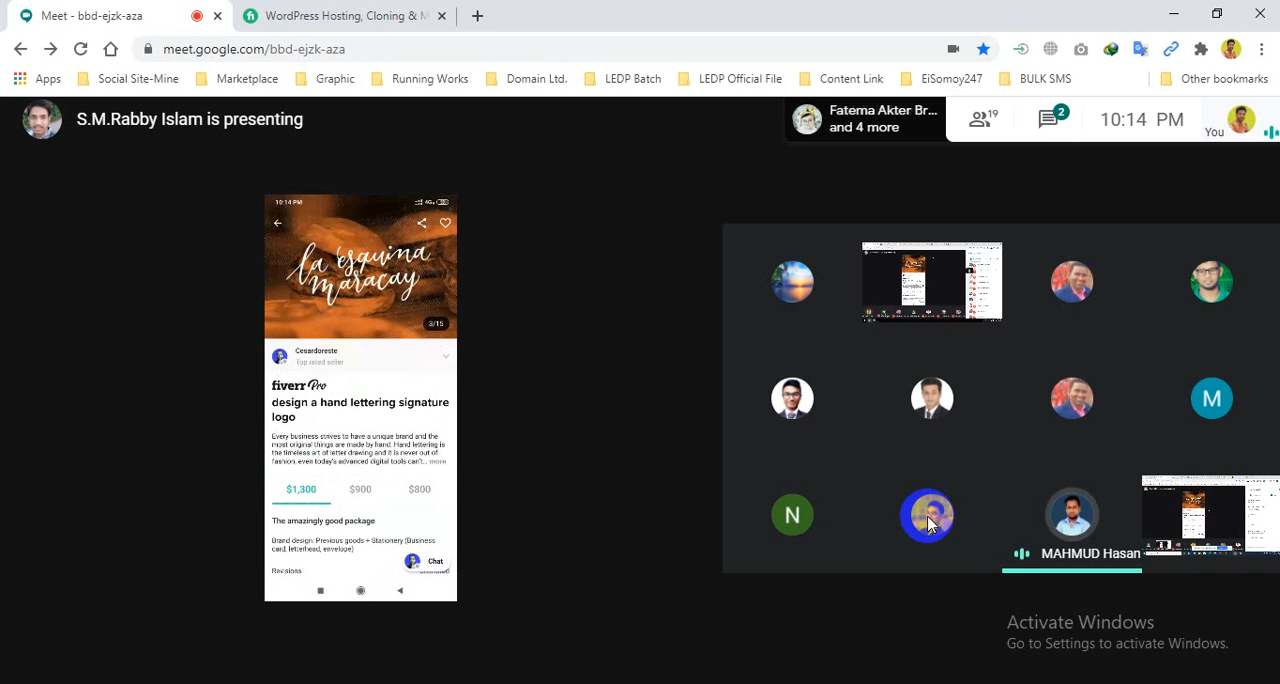 Meet - bbd-ejzk-aza
WordPress Hosting, Cloning & M
meet.google.com/bbd-ejzk-aza
Apps
Social Site-Mine
Marketplace
Graphic
Running Works
Domain Ltd.
LEDP Batch
LEDP Official File
Content Link
EiSomoy247
BULK SMS
Other bookmarks
S.M.Rabby Islam is presenting
Fatema Akter Br...
and 4 more
19
2
10:14 PM
You
10:14 PM
la esquina
maracay
3/15
Cesardoreste
Top rated seller
fiverr Pro
design a hand lettering signature
logo
Every business strives to have a unique brand and the
most original things are made by hand. Hand lettering is
the timeless art of letter drawing and it is never out of
fashion, even today's advanced digital tools can't... more
$1,300
$900
$800
The amazingly good package
Brand design: Previous goods + Stationery (Business
card, letterhead, envelope)
Chat
Revisions
M
N
MAHMUD Hasan
Activate Windows
Go to Settings to activate Windows.